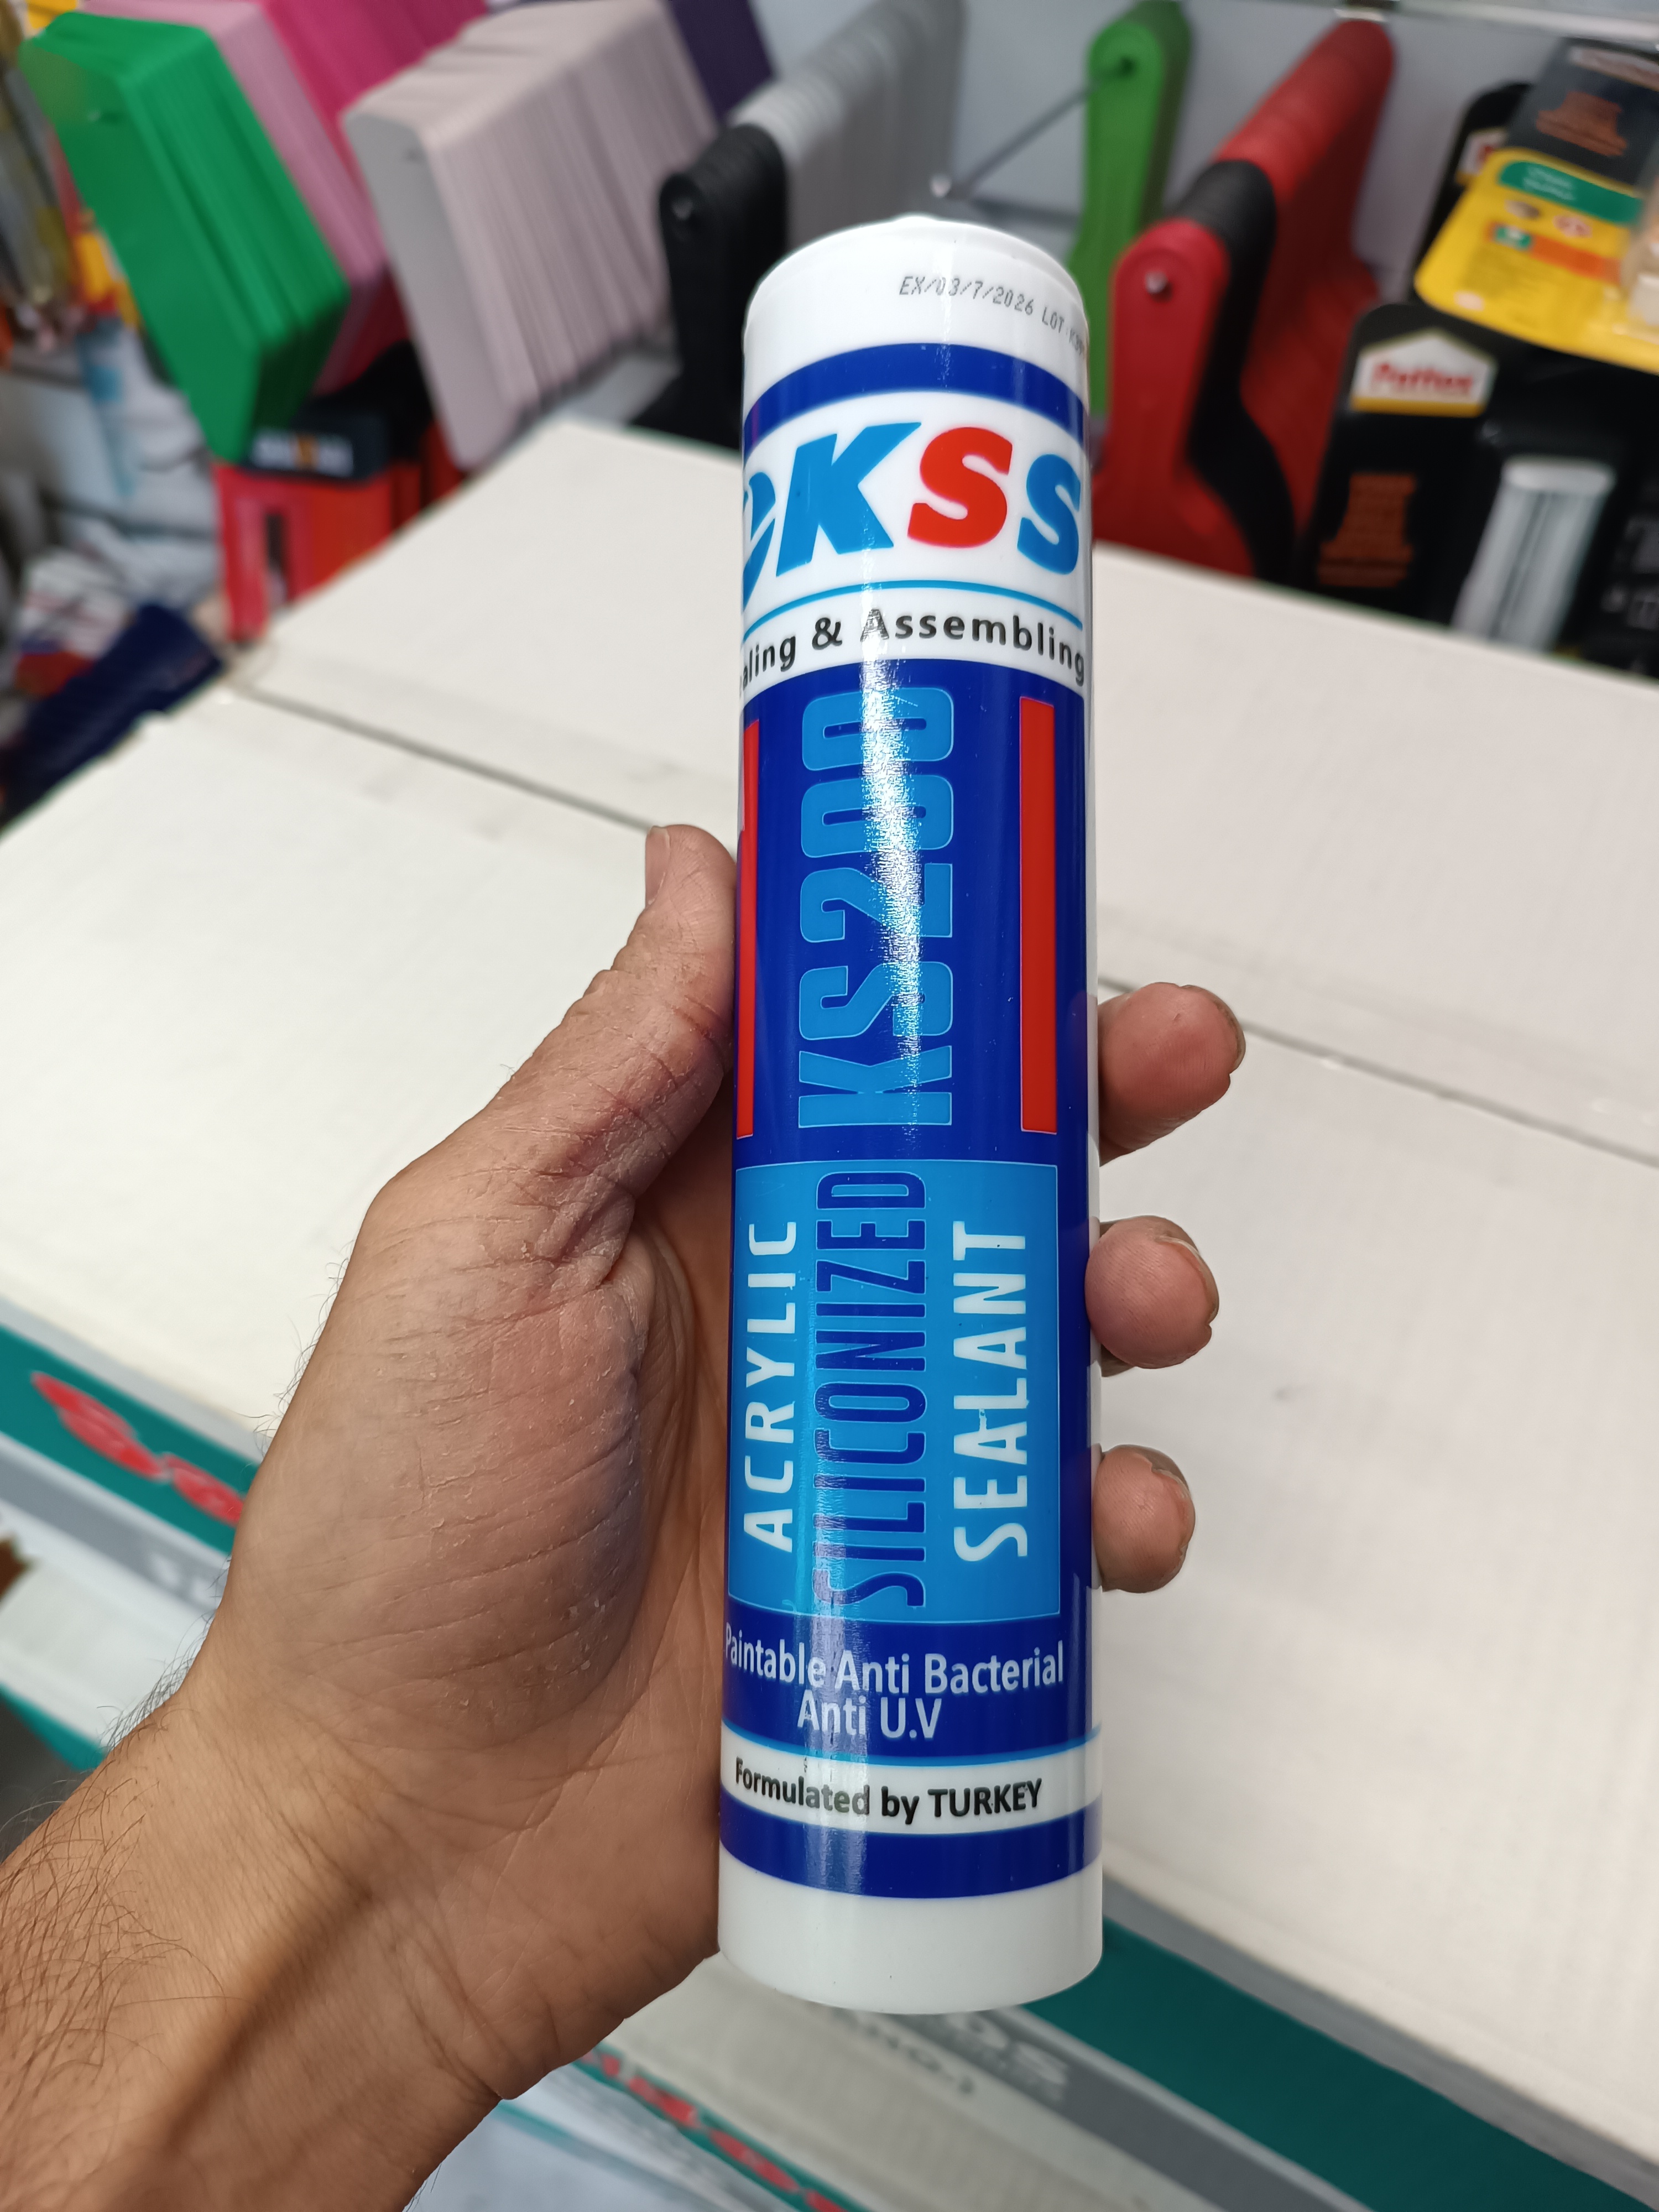 EX/03/7/2026 LOT
eKSS
aling & Assembling
KS200
ACRYLIC
SILICONIZED
SEALANT
Paintable Anti Bacterial
Anti U.V
Formulated by TURKEY
Pattex